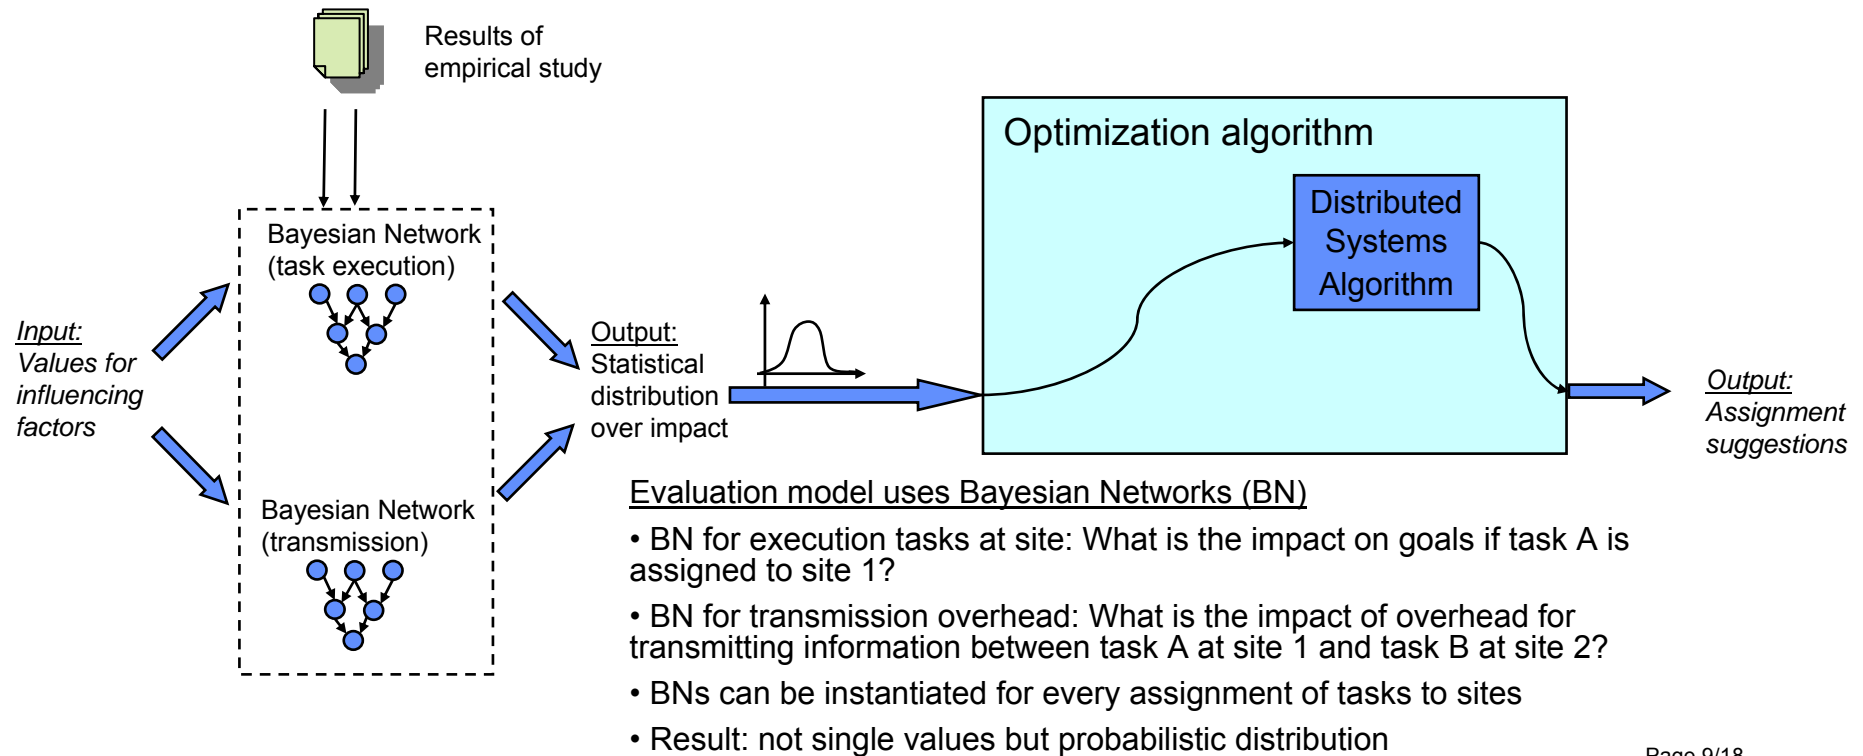 Results of
empirical study
Optimization algorithm
Distributed
Systems
Algorithm
Bayesian Network
(task execution)
Input:
Values for
influencing
factors
Output:
Statistical
distribution
over impact
Output:
Assignment
suggestions
Bayesian Network
(transmission)
Evaluation model uses Bayesian Networks (BN)
• BN for execution tasks at site: What is the impact on goals if task A is
assigned to site 1?
• BN for transmission overhead: What is the impact of overhead for
transmitting information between task A at site 1 and task B at site 2?
• BNs can be instantiated for every assignment of tasks to sites
• Result: not single values but probabilistic distribution
Page 9/18